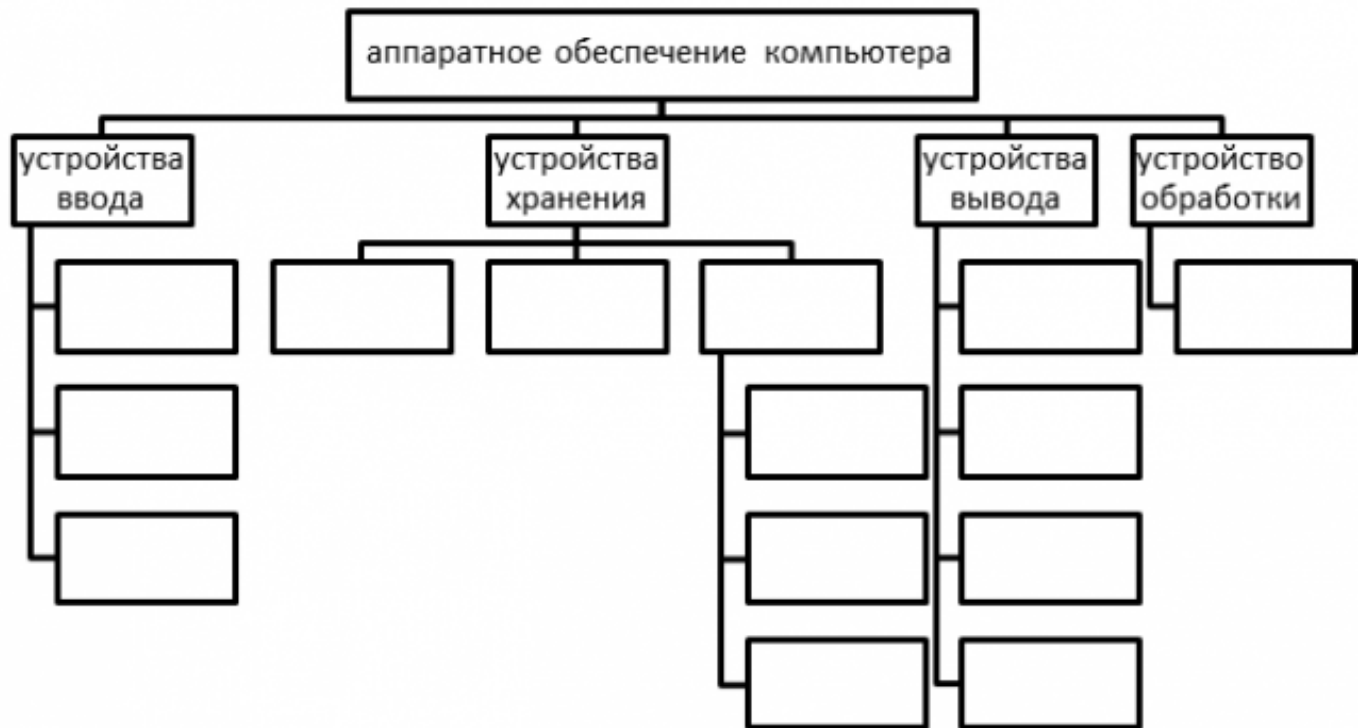 аппаратное обеспечение компьютера
устройства
ввода
устройства
хранения
устройства
вывода
устройство
обработки